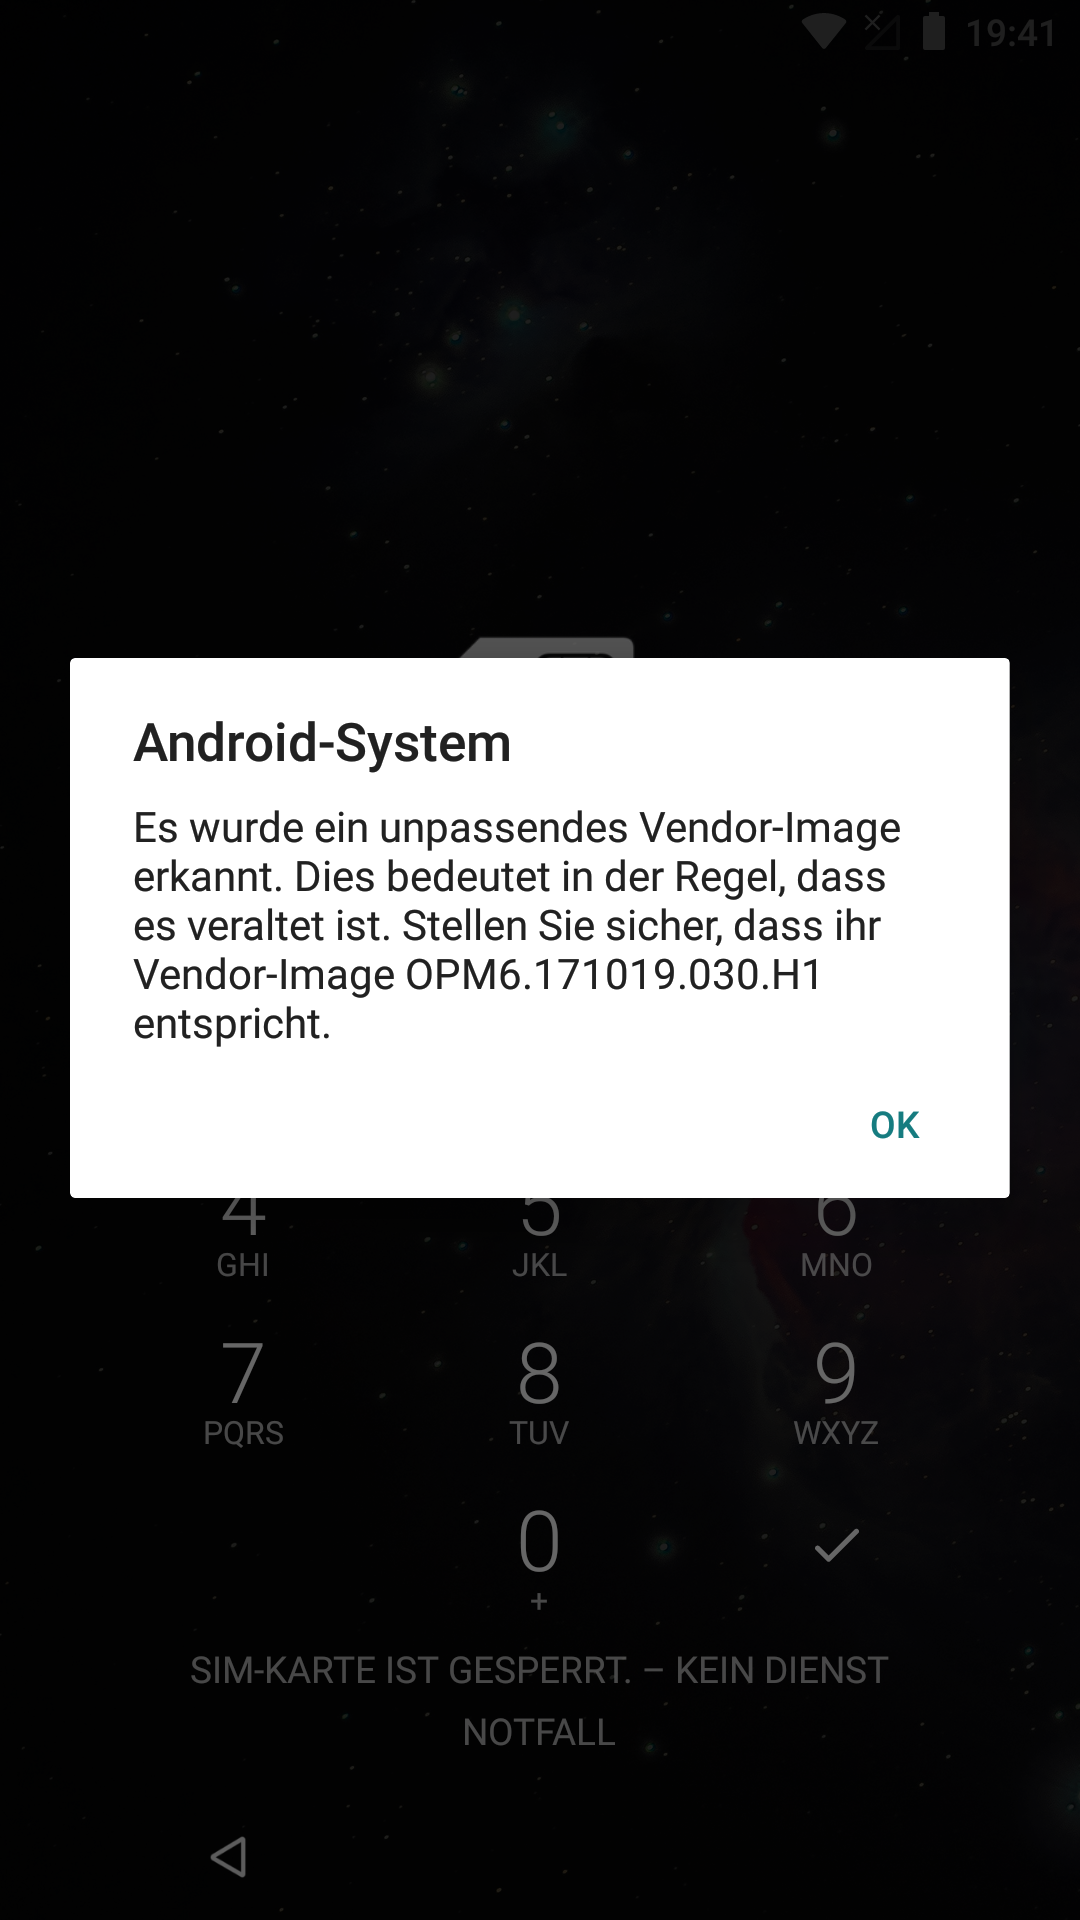 19:41
Android-System
Es wurde ein unpassendes Vendor-Image
erkannt. Dies bedeutet in der Regel, dass
es veraltet ist. Stellen Sie sicher, dass ihr
Vendor-Image OPM6.171019.030.H1
entspricht.
OK
4 5 6
GHI JKL MNO
7 8 9
PQRS TUV WXYZ
0
+
SIM-KARTE IST GESPERRT. – KEIN DIENST
NOTFALL